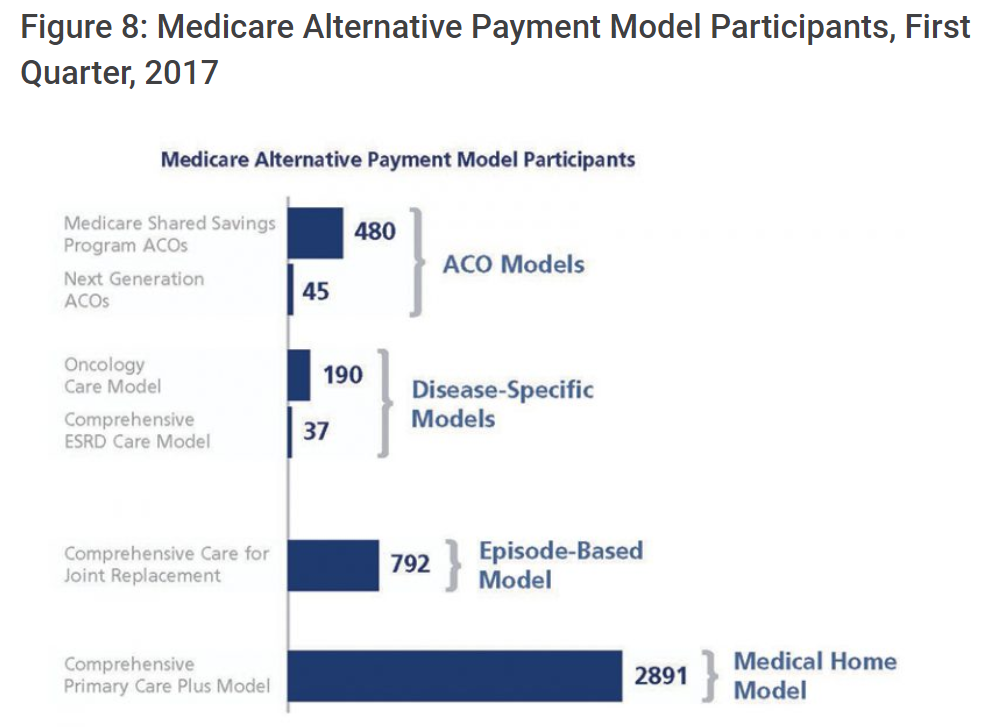 Figure 8: Medicare Alternative Payment Model Participants, First
Quarter, 2017
Medicare Alternative Payment Model Participants
Medicare Shared Savings
Program ACOs
480
Next Generation
ACOs
45
ACO Models
Oncology
Care Model
190
Comprehensive
ESRD Care Model
37
Disease-Specific
Models
Comprehensive Care for
Joint Replacement
792
Episode-Based
Model
Comprehensive
Primary Care Plus Model
2891
Medical Home
Model